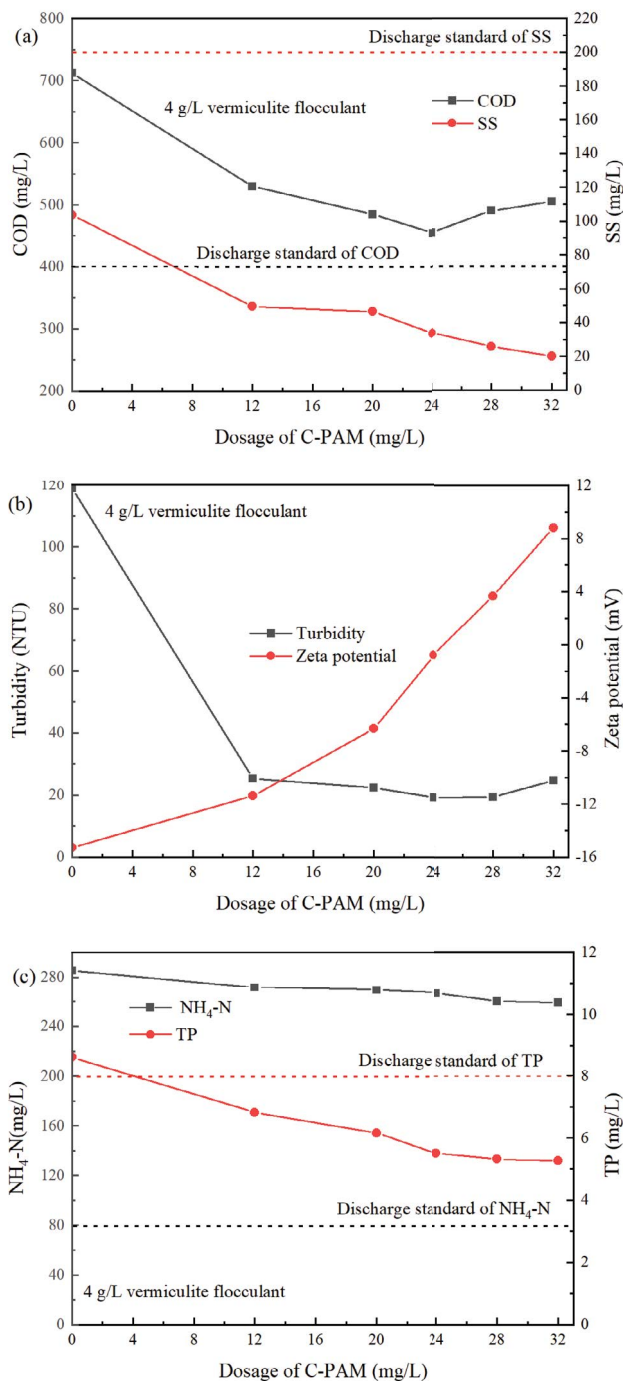 (a)
800
700
600
500
400
300
200
COD (mg/L)
220
200
180
160
140
120
100
80
60
40
20
0
SS (mg/L)
Discharge standard of SS
4 g/L vermiculite flocculant
COD
SS
Discharge standard of COD
0 4 8 12 16 20 24 28 32
Dosage of C-PAM (mg/L)
(b)
120
100
80
60
40
20
0
Turbidity (NTU)
12
8
4
0
-4
-8
-12
-16
Zeta potential (mV)
4 g/L vermiculite flocculant
Turbidity
Zeta potential
0 4 8 12 16 20 24 28 32
Dosage of C-PAM (mg/L)
(c)
280
240
200
160
120
80
40
0
NH₄-N(mg/L)
12
10
8
6
4
2
0
TP (mg/L)
NH₄-N
TP
Discharge standard of TP
Discharge standard of NH₄-N
4 g/L vermiculite flocculant
0 4 8 12 16 20 24 28 32
Dosage of C-PAM (mg/L)